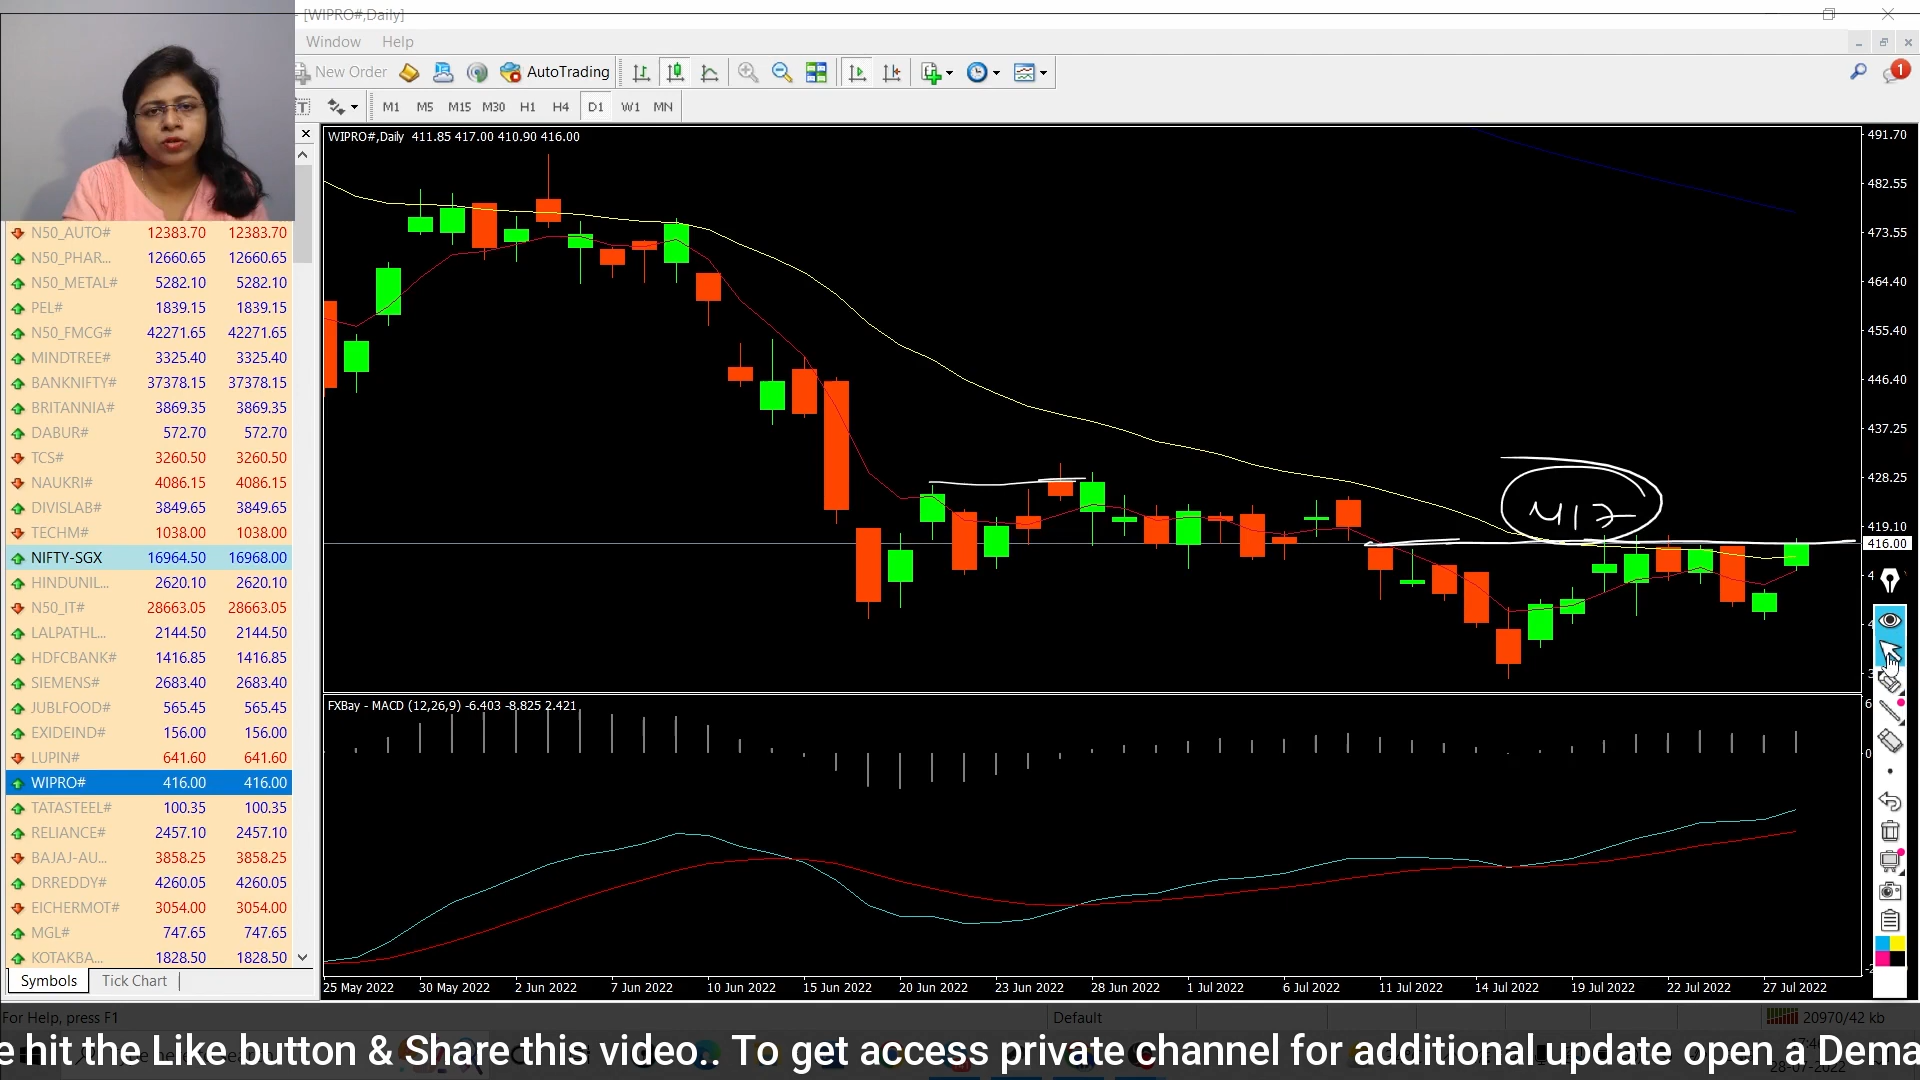 [WIPRO#,Daily]
Window Help
New Order AutoTrading
1
T M1 M5 M15 M30 H1 H4 D1 W1 MN
WIPRO#,Daily 411.85 417.00 410.90 416.00
491.70
482.55
473.55
464.40
455.40
446.40
437.25
428.25
419.10
416.00
417
N50_AUTO# 12383.70 12383.70
N50_PHAR... 12660.65 12660.65
N50_METAL# 5282.10 5282.10
PEL# 1839.15 1839.15
N50_FMCG# 42271.65 42271.65
MINDTREE# 3325.40 3325.40
BANKNIFTY# 37378.15 37378.15
BRITANNIA# 3869.35 3869.35
DABUR# 572.70 572.70
TCS# 3260.50 3260.50
NAUKRI# 4086.15 4086.15
DIVISLAB# 3849.65 3849.65
TECHM# 1038.00 1038.00
NIFTY-SGX 16964.50 16968.00
HINDUNIL... 2620.10 2620.10
N50_IT# 28663.05 28663.05
LALPATHL... 2144.50 2144.50
HDFCBANK# 1416.85 1416.85
SIEMENS# 2683.40 2683.40
JUBLFOOD# 565.45 565.45
EXIDEIND# 156.00 156.00
LUPIN# 641.60 641.60
WIPRO# 416.00 416.00
TATASTEEL# 100.35 100.35
RELIANCE# 2457.10 2457.10
BAJAJ-AU... 3858.25 3858.25
DRREDDY# 4260.05 4260.05
EICHERMOT# 3054.00 3054.00
MGL# 747.65 747.65
KOTAKBA... 1828.50 1828.50
Symbols Tick Chart
FXBay - MACD (12,26,9) -6.403 -8.825 2.421
6
0
25 May 2022 30 May 2022 2 Jun 2022 7 Jun 2022 10 Jun 2022 15 Jun 2022 20 Jun 2022 23 Jun 2022 28 Jun 2022 1 Jul 2022 6 Jul 2022 11 Jul 2022 14 Jul 2022 19 Jul 2022 22 Jul 2022 27 Jul 2022
For Help, press F1 Default 20970/42 kb
e hit the Like button & Share this video.. To get access private channel for additional update open a Dema
28-07-2022